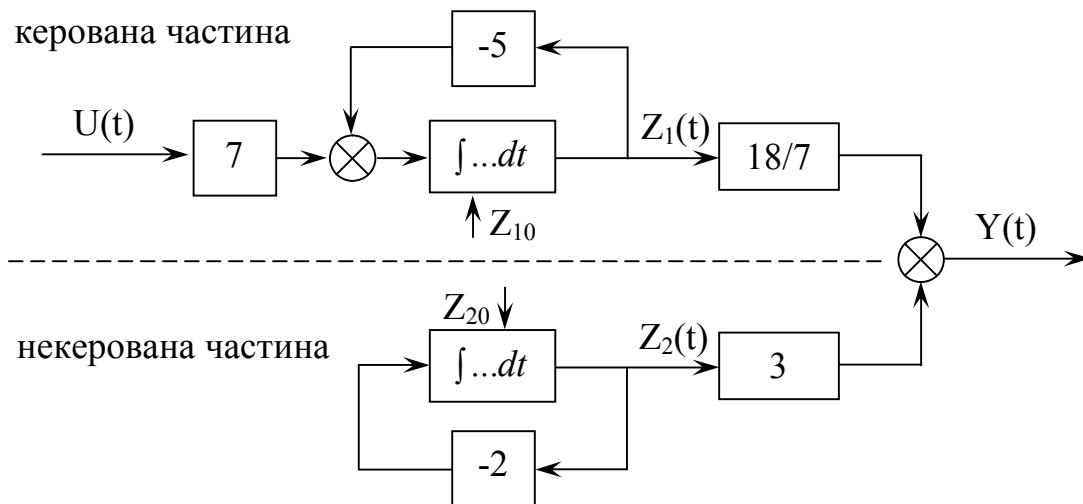 керована частина
-5
U(t)
7
∫...dt
Z₁(t)
18/7
Z₁₀
Y(t)
Z₂₀
некерована частина
∫...dt
Z₂(t)
3
-2